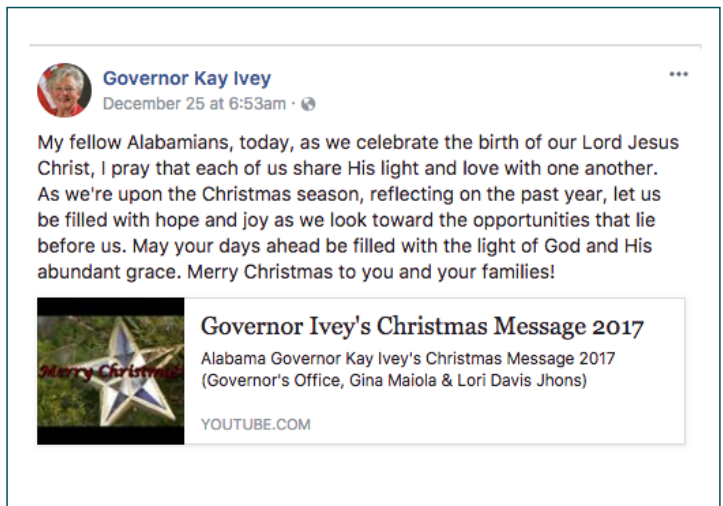 Governor Kay Ivey
December 25 at 6:53am ·
My fellow Alabamians, today, as we celebrate the birth of our Lord Jesus
Christ, I pray that each of us share His light and love with one another.
As we're upon the Christmas season, reflecting on the past year, let us
be filled with hope and joy as we look toward the opportunities that lie
before us. May your days ahead be filled with the light of God and His
abundant grace. Merry Christmas to you and your families!
Merry Christmas
Governor Ivey's Christmas Message 2017
Alabama Governor Kay Ivey's Christmas Message 2017
(Governor's Office, Gina Maiola & Lori Davis Jhons)
YOUTUBE.COM